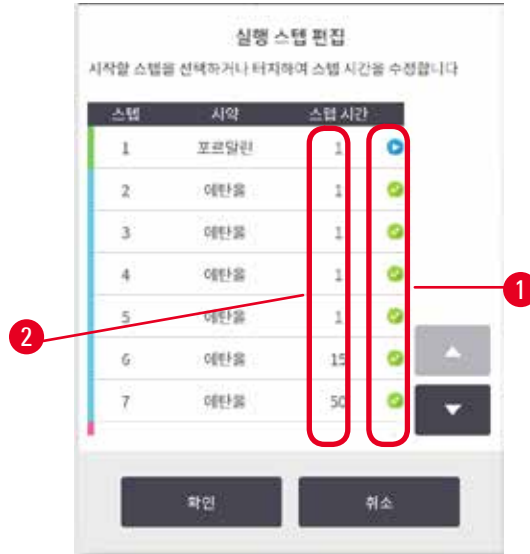 실행 스텝 편집
시작할 스텝을 선택하거나 터치하여 스텝 시간을 수정합니다
스텝 시약 스텝 시간
1 포르말린 1
2 에탄올 1
3 에탄올 1
4 에탄올 1
5 에탄올 1
6 에탄올 15
7 에탄올 50
1
2
확인 취소